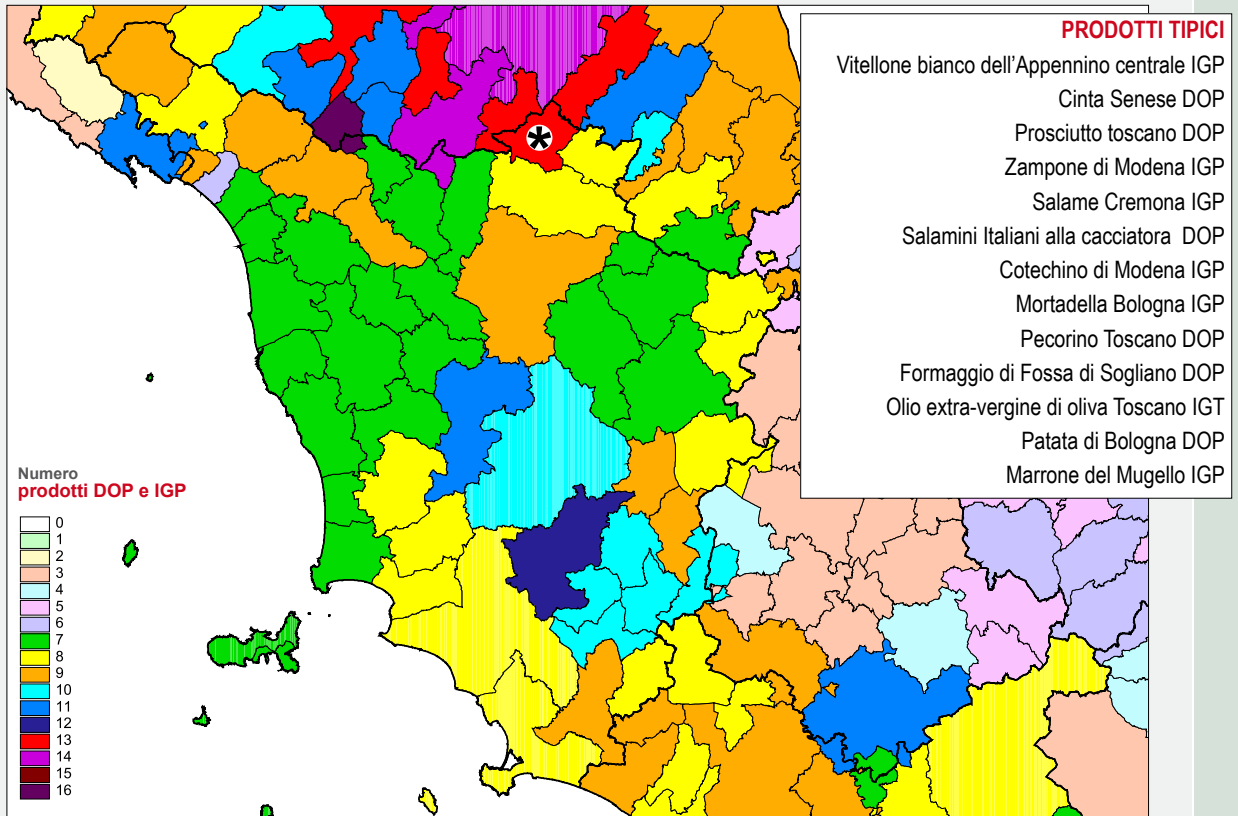 PRODOTTI TIPICI
Vitellone bianco dell'Appennino centrale IGP
Cinta Senese DOP
Prosciutto toscano DOP
Zampone di Modena IGP
Salame Cremona IGP
Salamini Italiani alla cacciatora DOP
Cotechino di Modena IGP
Mortadella Bologna IGP
Pecorino Toscano DOP
Formaggio di Fossa di Sogliano DOP
Olio extra-vergine di oliva Toscano IGT
Patata di Bologna DOP
Marrone del Mugello IGP
*
Numero
prodotti DOP e IGP
0
1
2
3
4
5
6
7
8
9
10
11
12
13
14
15
16